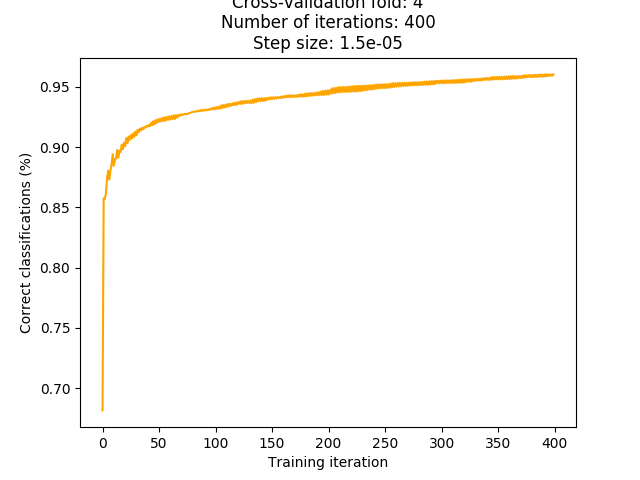 Cross-validation fold: 4
Number of iterations: 400
Step size: 1.5e-05
0.95
0.90
0.85
0.80
0.75
0.70
Correct classifications (%)
0 50 100 150 200 250 300 350 400
Training iteration